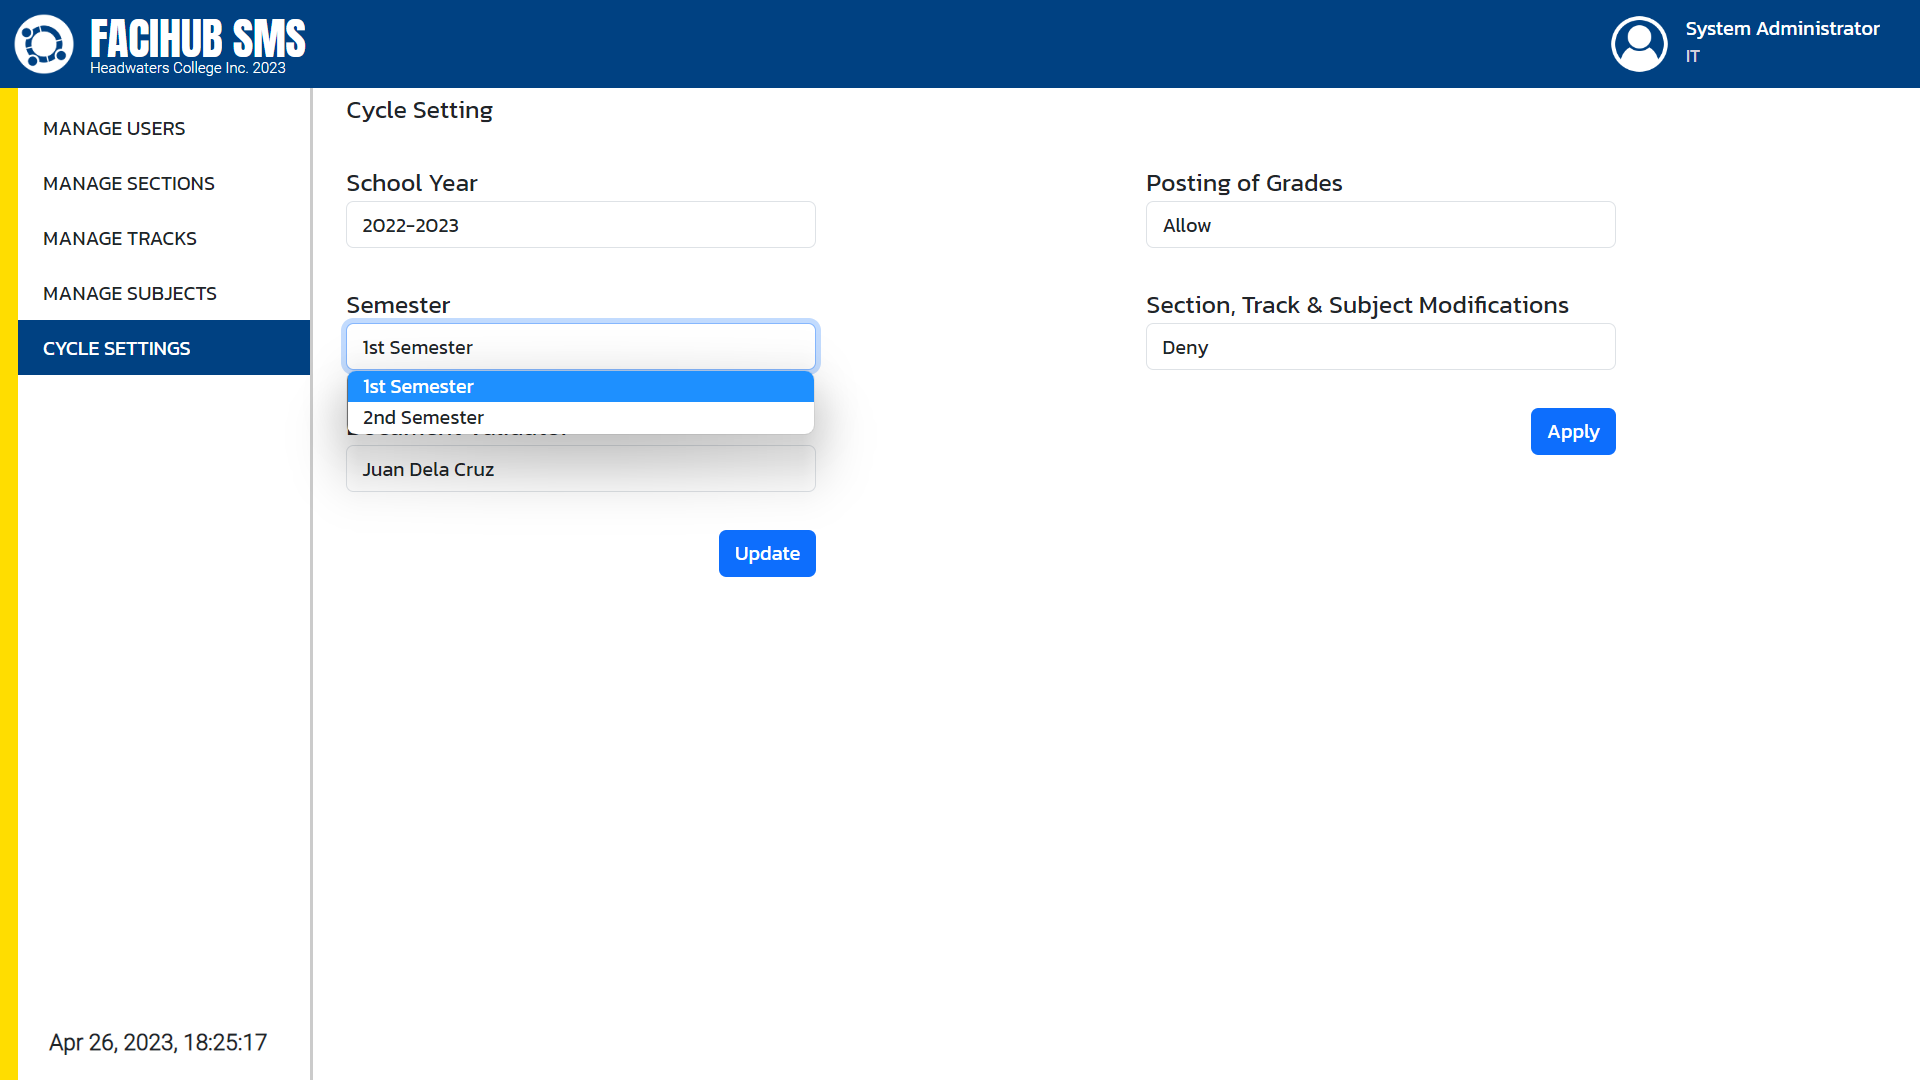 FACIHUB SMS
Headwaters College Inc. 2023
System Administrator
IT
MANAGE USERS
MANAGE SECTIONS
MANAGE TRACKS
MANAGE SUBJECTS
CYCLE SETTINGS
Apr 26, 2023, 18:25:17
Cycle Setting
School Year
2022-2023
Semester
1st Semester
1st Semester
2nd Semester
Juan Dela Cruz
Update
Posting of Grades
Allow
Section, Track & Subject Modifications
Deny
Apply